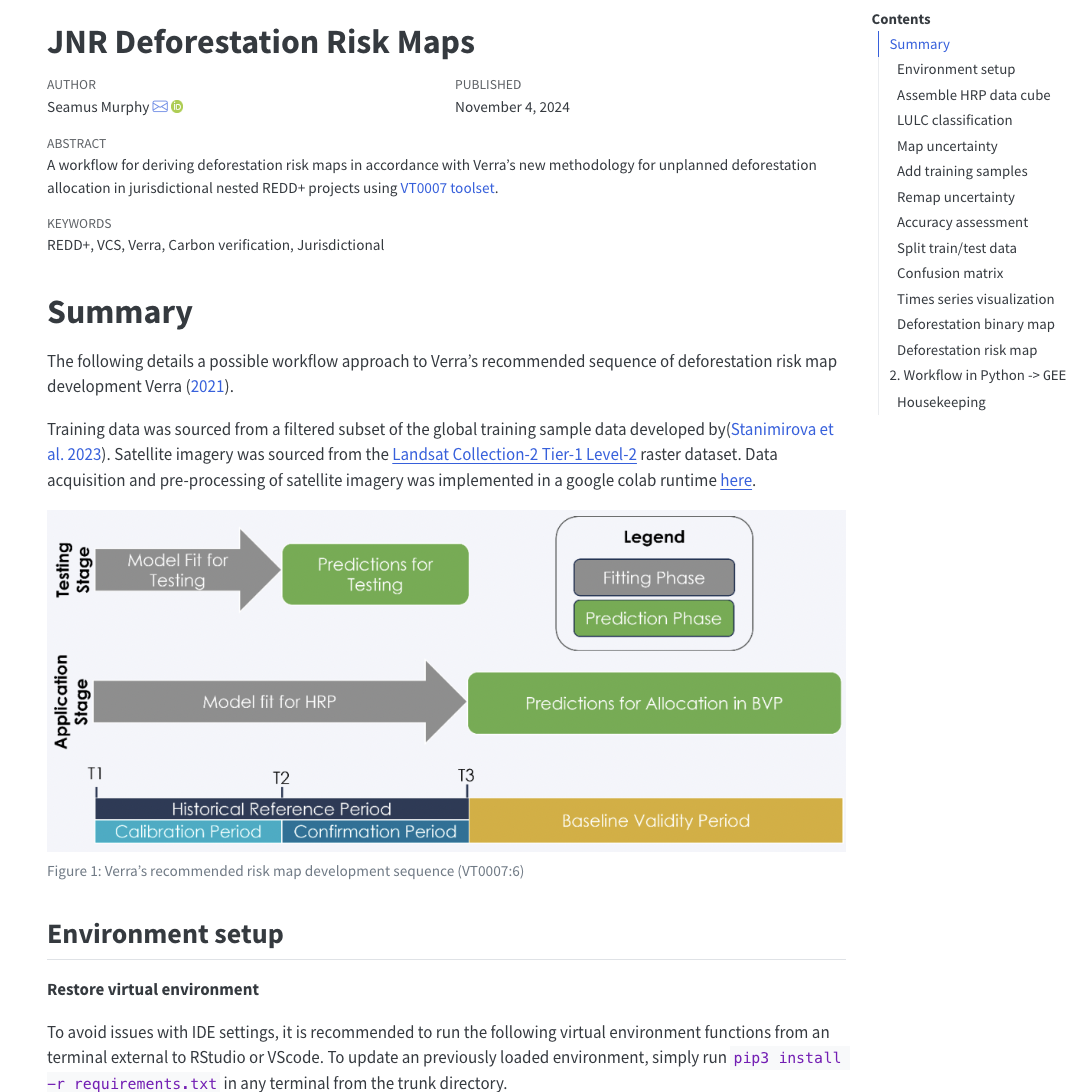 JNR Deforestation Risk Maps
AUTHOR
Seamus Murphy
PUBLISHED
November 4, 2024
ABSTRACT
A workflow for deriving deforestation risk maps in accordance with Verra’s new methodology for unplanned deforestation
allocation in jurisdictional nested REDD+ projects using VT0007 toolset.
KEYWORDS
REDD+, VCS, Verra, Carbon verification, Jurisdictional
Summary
The following details a possible workflow approach to Verra’s recommended sequence of deforestation risk map
development Verra (2021).
Training data was sourced from a filtered subset of the global training sample data developed by(Stanimirova et
al. 2023). Satellite imagery was sourced from the Landsat Collection-2 Tier-1 Level-2 raster dataset. Data
acquisition and pre-processing of satellite imagery was implemented in a google colab runtime here.
Testing
Stage
Model Fit for
Testing
Predictions for
Testing
Legend
Fitting Phase
Prediction Phase
Application
Stage
Model fit for HRP
Predictions for Allocation in BVP
T1
T2
T3
Historical Reference Period
Calibration Period
Confirmation Period
Baseline Validity Period
Figure 1: Verra’s recommended risk map development sequence (VT0007:6)
Environment setup
Restore virtual environment
To avoid issues with IDE settings, it is recommended to run the following virtual environment functions from an
terminal external to RStudio or VScode. To update an previously loaded environment, simply run pip3 install
-r requirements.txt in any terminal from the trunk directory.
Contents
Summary
Environment setup
Assemble HRP data cube
LULC classification
Map uncertainty
Add training samples
Remap uncertainty
Accuracy assessment
Split train/test data
Confusion matrix
Times series visualization
Deforestation binary map
Deforestation risk map
2. Workflow in Python -> GEE
Housekeeping